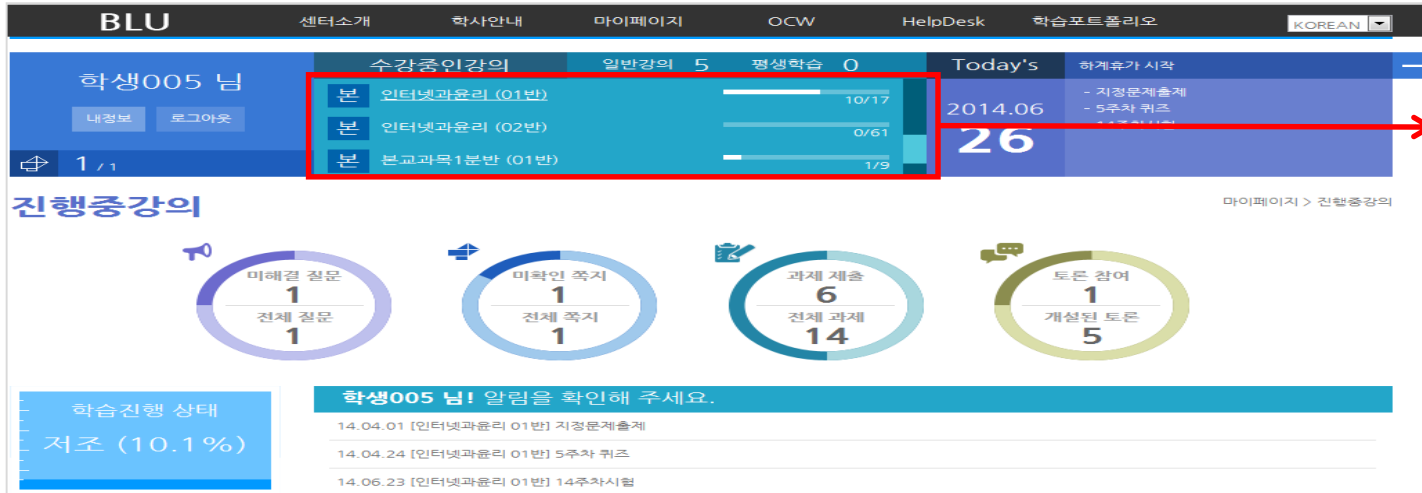 BLU 센터소개 학사안내 마이페이지 OCW HelpDesk 학습포트폴리오 KOREAN
학생005 님
내정보 로그아웃
1 / 1
수강중인강의 일반강의 5 평생학습 0
본 인터넷과윤리 (01반) 10/17
본 인터넷과윤리 (02반) 0/61
본 본교과목1분반 (01반) 1/9
Today's 하계휴가 시작
2014.06
26
- 지정문제출제
- 5주차 퀴즈
- 14주차시험
진행중강의
마이페이지 > 진행중강의
미해결 질문
1
전체 질문
1
미확인 쪽지
1
전체 쪽지
1
과제 제출
6
전체 과제
14
토론 참여
1
개설된 토론
5
학습진행 상태
저조 (10.1%)
학생005 님! 알림을 확인해 주세요.
14.04.01 [인터넷과윤리 01반] 지정문제출제
14.04.24 [인터넷과윤리 01반] 5주차 퀴즈
14.06.23 [인터넷과윤리 01반] 14주차시험